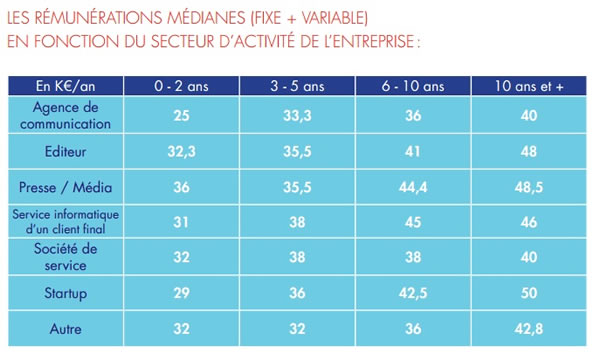 LES RÉMUNÉRATIONS MÉDIANES (FIXE + VARIABLE)
EN FONCTION DU SECTEUR D'ACTIVITÉ DE L'ENTREPRISE :
En K€/an 0 - 2 ans 3 - 5 ans 6 - 10 ans 10 ans et +
Agence de
communication 25 33,3 36 40
Editeur 32,3 35,5 41 48
Presse / Média 36 35,5 44,4 48,5
Service informatique
d'un client final 31 38 45 46
Société de
service 32 38 38 40
Startup 29 36 42,5 50
Autre 32 32 36 42,8